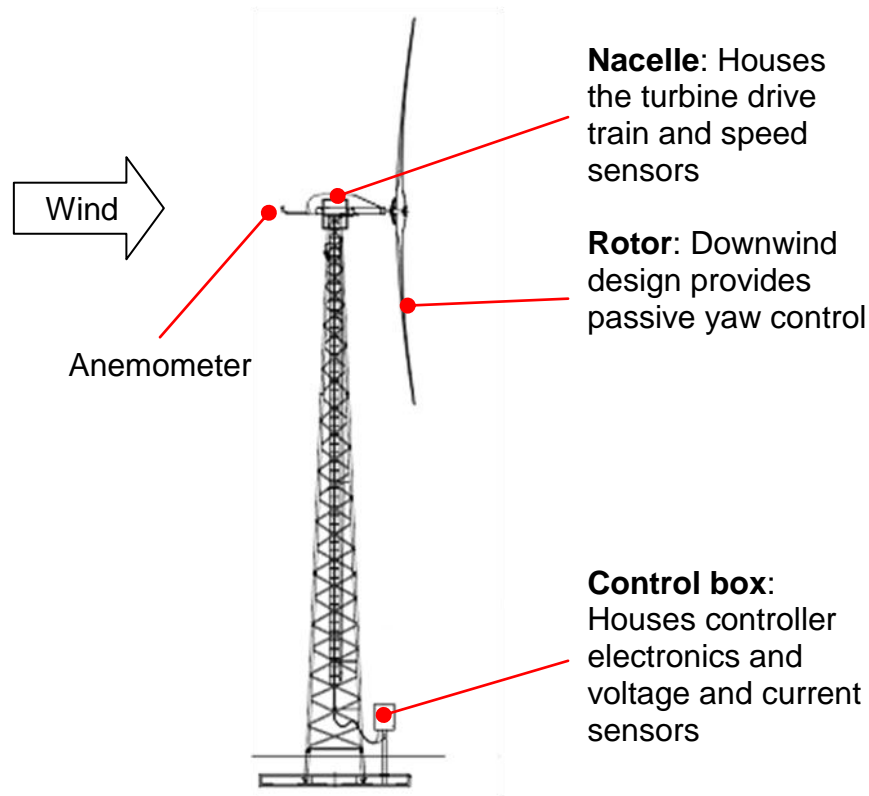 Nacelle: Houses
the turbine drive
train and speed
sensors
Wind
Rotor: Downwind
design provides
passive yaw control
Anemometer
Control box:
Houses controller
electronics and
voltage and current
sensors